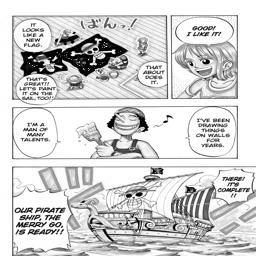 IT LOOKS
LIKE A
NEW
FLAG.
ばんっ!
THAT'S
GREAT!!
LET'S PAINT
IT ON THE
SAIL, TOO!!
THAT
ABOUT
DOES
IT.
GOOD!
I LIKE IT!
I'M A
MAN OF
MANY
TALENTS.
I'VE BEEN
DRAWING
THINGS
ON WALLS
FOR
YEARS.
THERE!
IT'S
COMPLETE
!!
OUR PIRATE
SHIP, THE
MERRY GO,
IS READY!!